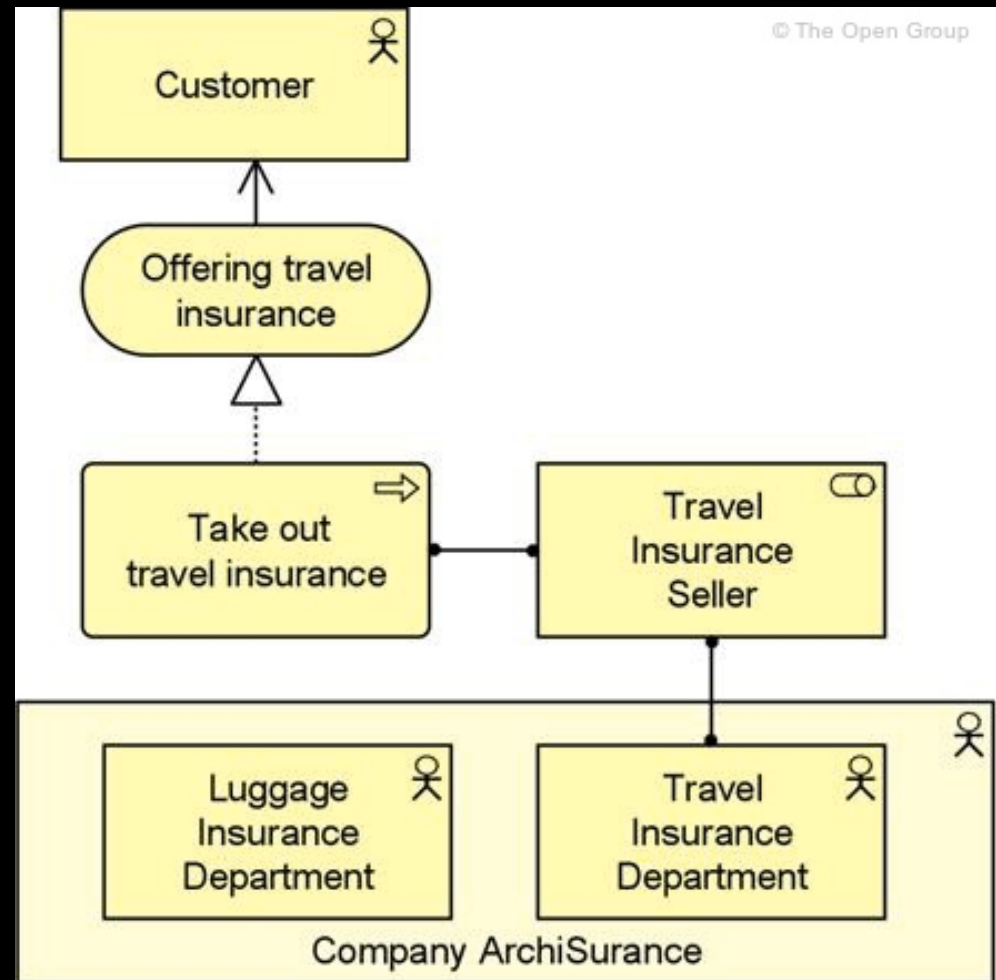 © The Open Group
Customer
Offering travel
insurance
Take out
travel insurance
Travel
Insurance
Seller
Luggage
Insurance
Department
Travel
Insurance
Department
Company ArchiSurance